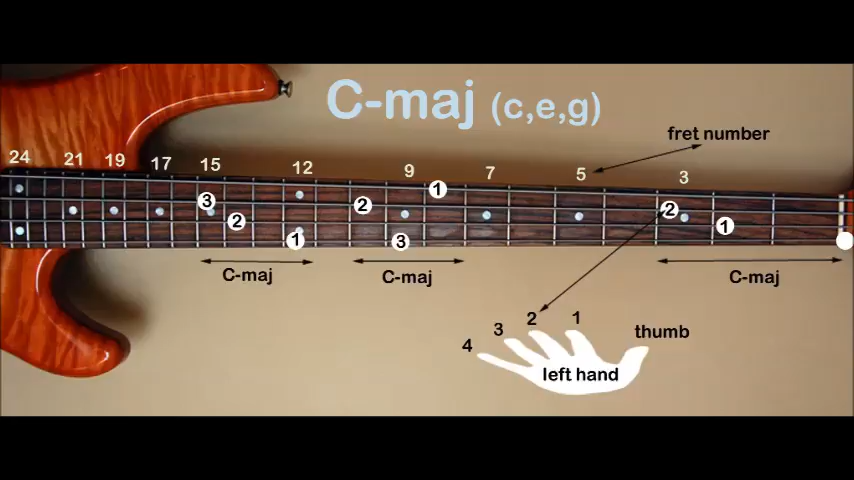 C-maj (c,e,g)
fret number
24 21 19 17 15 12 9 7 5 3
3 2 1 2 3 1 2 1
C-maj C-maj C-maj
4 3 2 1 thumb
left hand